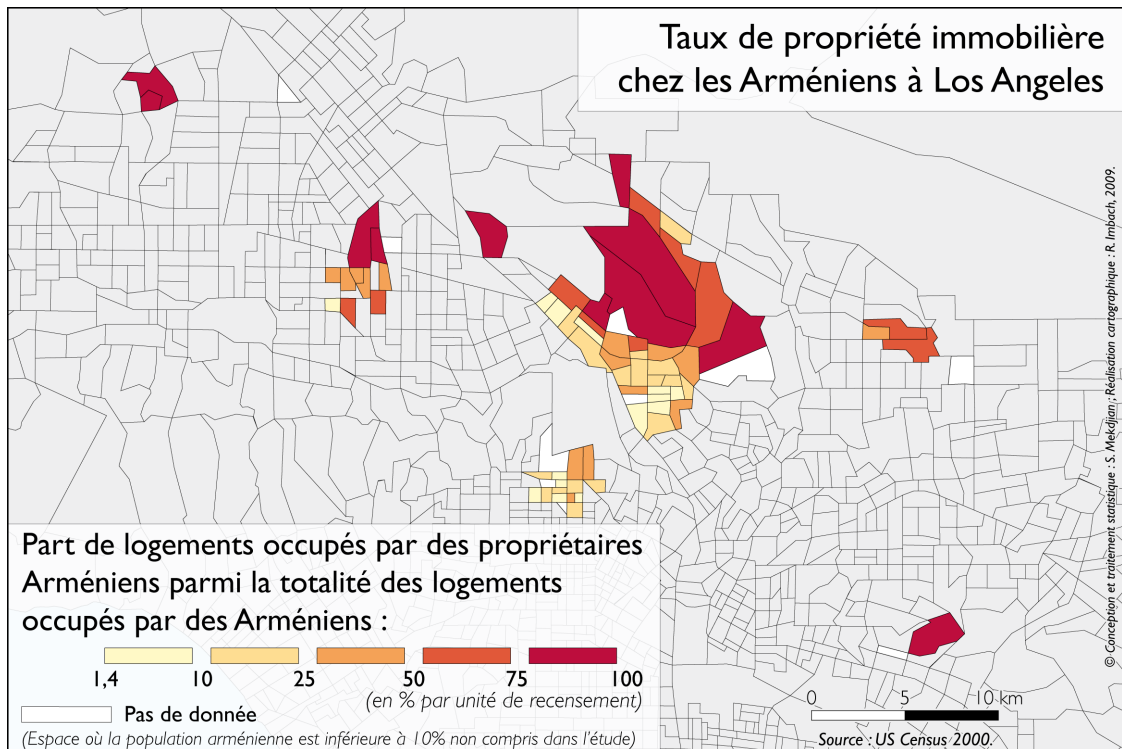 Taux de propriété immobilière
chez les Arméniens à Los Angeles
© Conception et traitement statistique : S. Mekdjian ; Réalisation cartographique : R. Imbach, 2009.
Part de logements occupés par des propriétaires
Arméniens parmi la totalité des logements
occupés par des Arméniens :
1,4 10 25 50 75 100
(en % par unité de recensement)
Pas de donnée
(Espace où la population arménienne est inférieure à 10% non compris dans l'étude)
0 5 10 km
Source : US Census 2000.